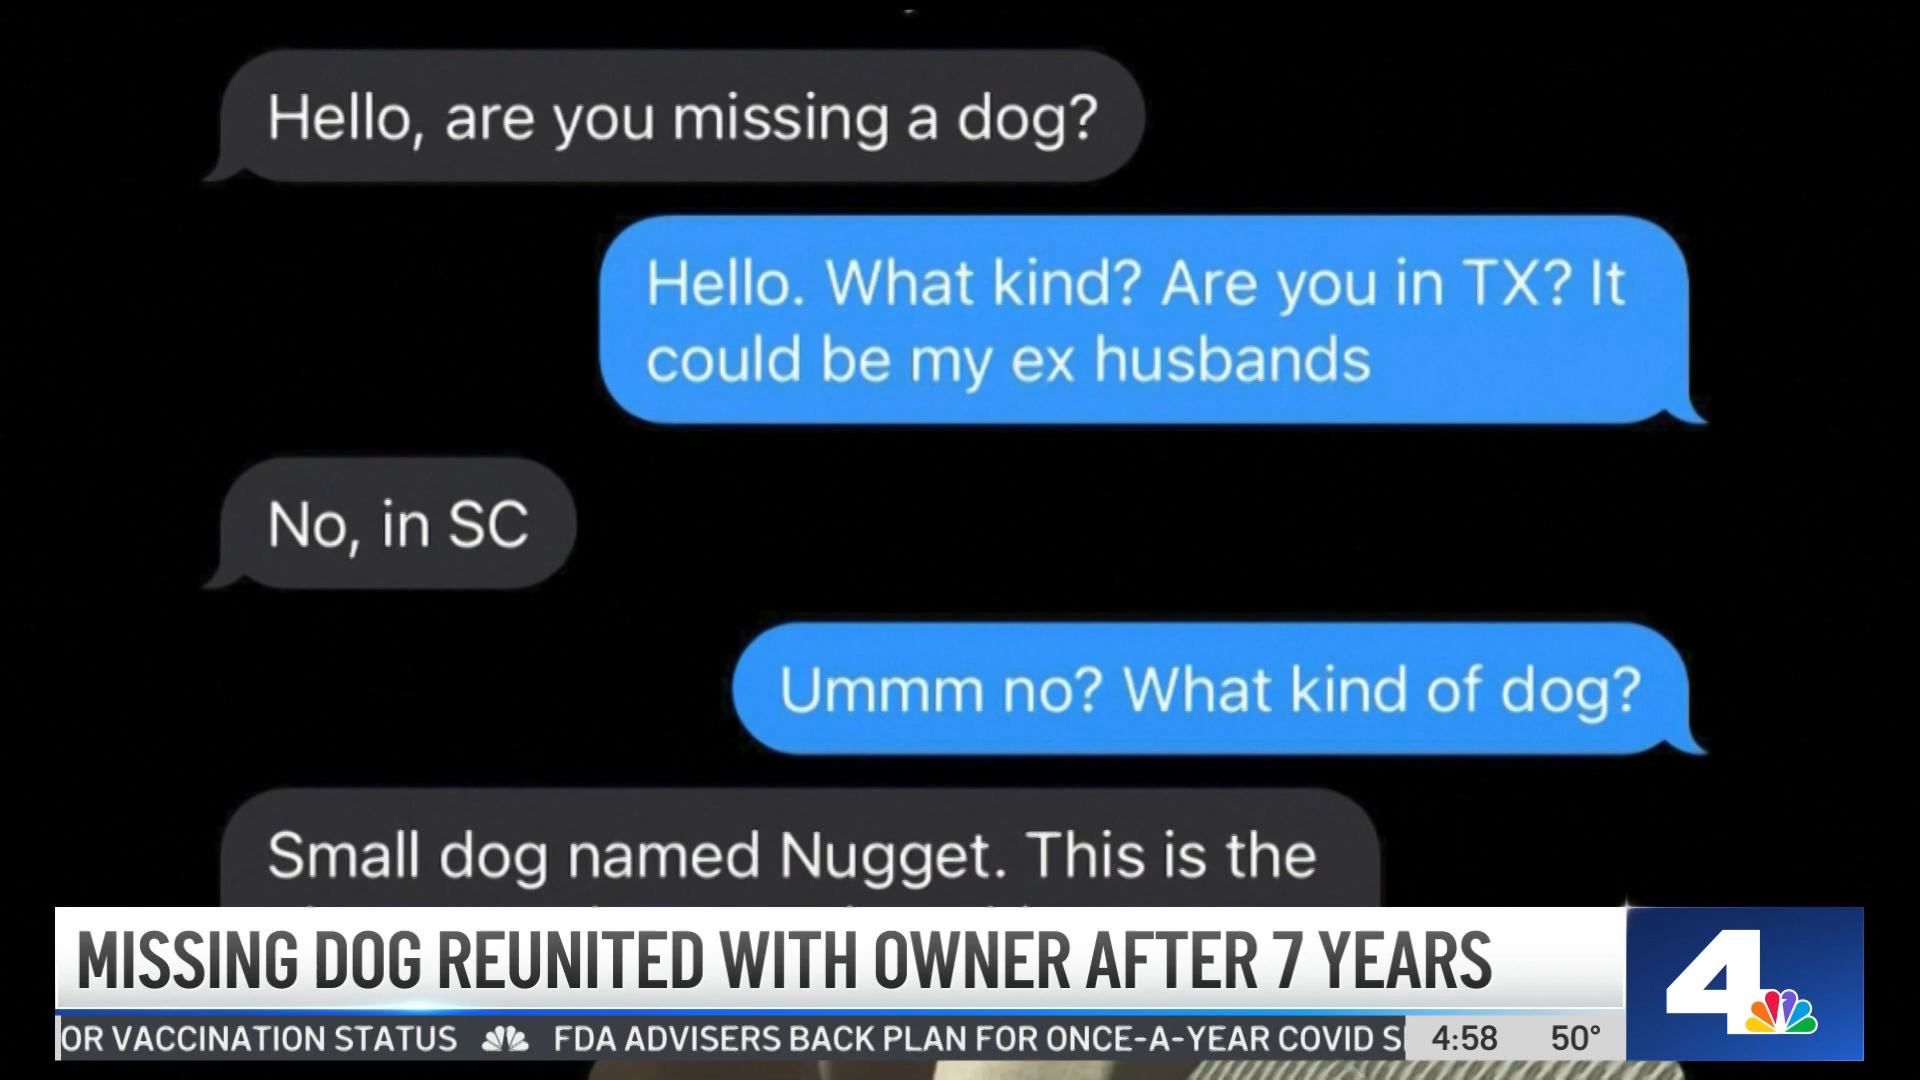 Hello, are you missing a dog?
Hello. What kind? Are you in TX? It
could be my ex husbands
No, in SC
Ummm no? What kind of dog?
Small dog named Nugget. This is the
MISSING DOG REUNITED WITH OWNER AFTER 7 YEARS
4
OR VACCINATION STATUS FDA ADVISERS BACK PLAN FOR ONCE-A-YEAR COVID S
4:58 50°